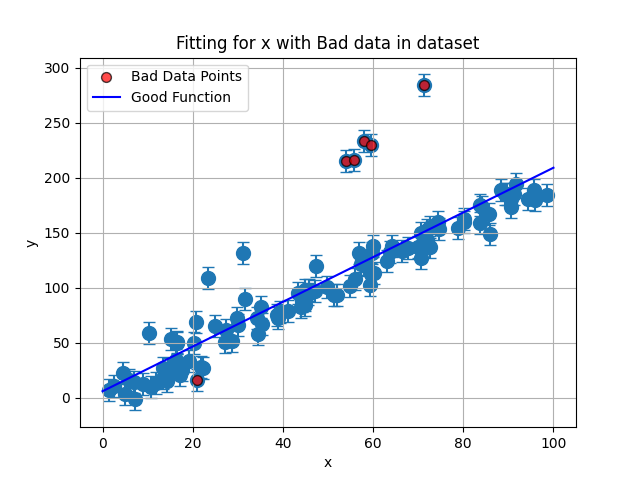 Fitting for x with Bad data in dataset
Bad Data Points
Good Function
300
250
200
150
100
50
0
y
0 20 40 60 80 100
x